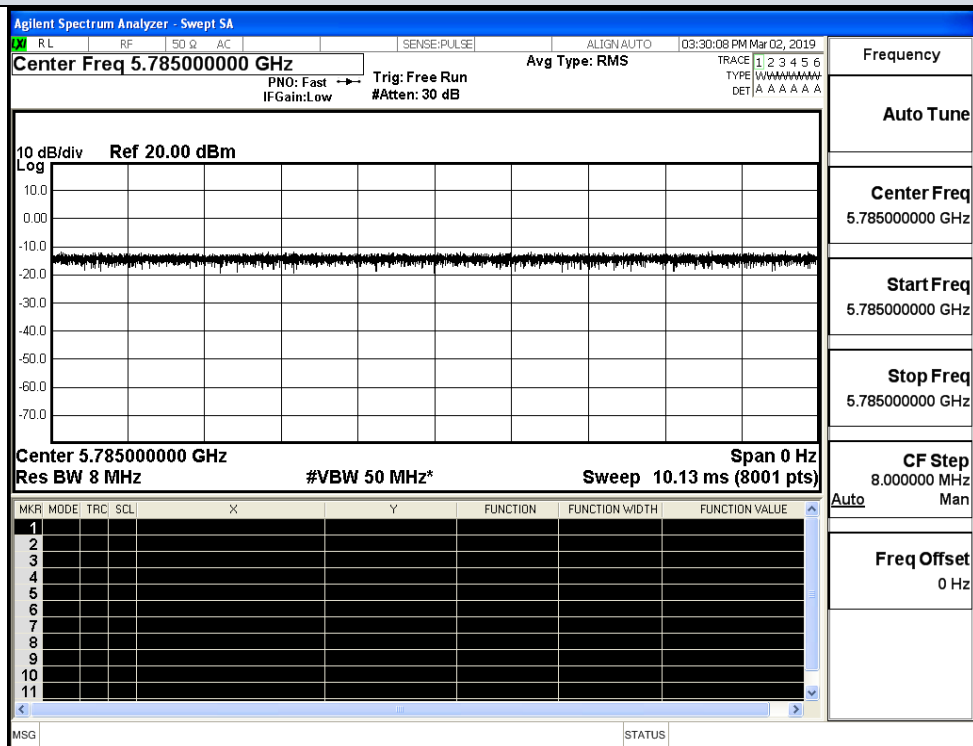 Agilent Spectrum Analyzer - Swept SA
LXI RL RF 50 Ω AC SENSE:PULSE ALIGN AUTO 03:30:08 PM Mar 02, 2019
Center Freq 5.785000000 GHz Avg Type: RMS TRACE 1 2 3 4 5 6
PNO: Fast Trig: Free Run TYPE WWWWWW
IFGain:Low #Atten: 30 dB DET A A A A A A
10 dB/div Ref 20.00 dBm
Log
10.0
0.00
-10.0
-20.0
-30.0
-40.0
-50.0
-60.0
-70.0
Center 5.785000000 GHz Span 0 Hz
Res BW 8 MHz #VBW 50 MHz* Sweep 10.13 ms (8001 pts)
MKR MODE TRC SCL X Y FUNCTION FUNCTION WIDTH FUNCTION VALUE
1
2
3
4
5
6
7
8
9
10
11
MSG STATUS
Frequency
Auto Tune
Center Freq
5.785000000 GHz
Start Freq
5.785000000 GHz
Stop Freq
5.785000000 GHz
CF Step
8.000000 MHz
Auto Man
Freq Offset
0 Hz